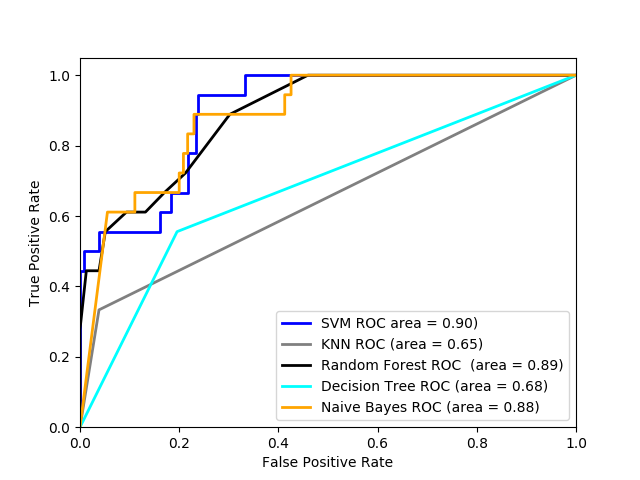 1.0
0.8
0.6
0.4
0.2
0.0
True Positive Rate
SVM ROC area = 0.90)
KNN ROC (area = 0.65)
Random Forest ROC  (area = 0.89)
Decision Tree ROC (area = 0.68)
Naive Bayes ROC (area = 0.88)
0.0 0.2 0.4 0.6 0.8 1.0
False Positive Rate